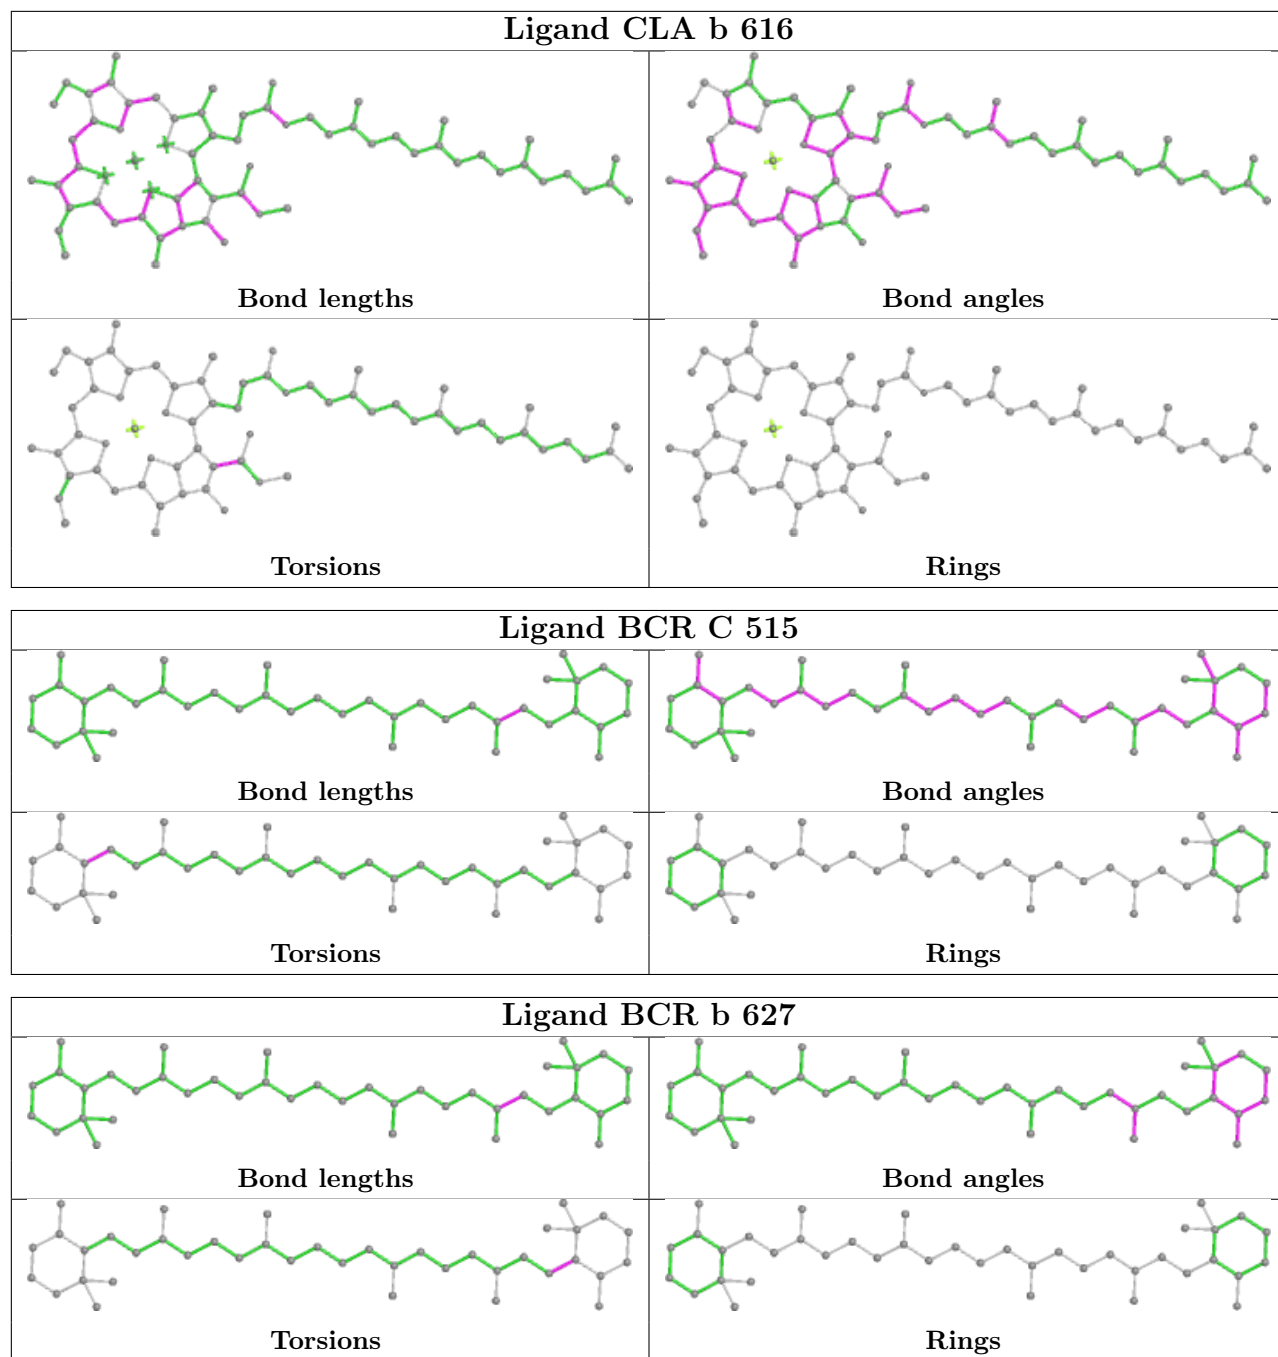 Ligand CLA b 616
Bond lengths
Bond angles
Torsions
Rings
Ligand BCR C 515
Bond lengths
Bond angles
Torsions
Rings
Ligand BCR b 627
Bond lengths
Bond angles
Torsions
Rings